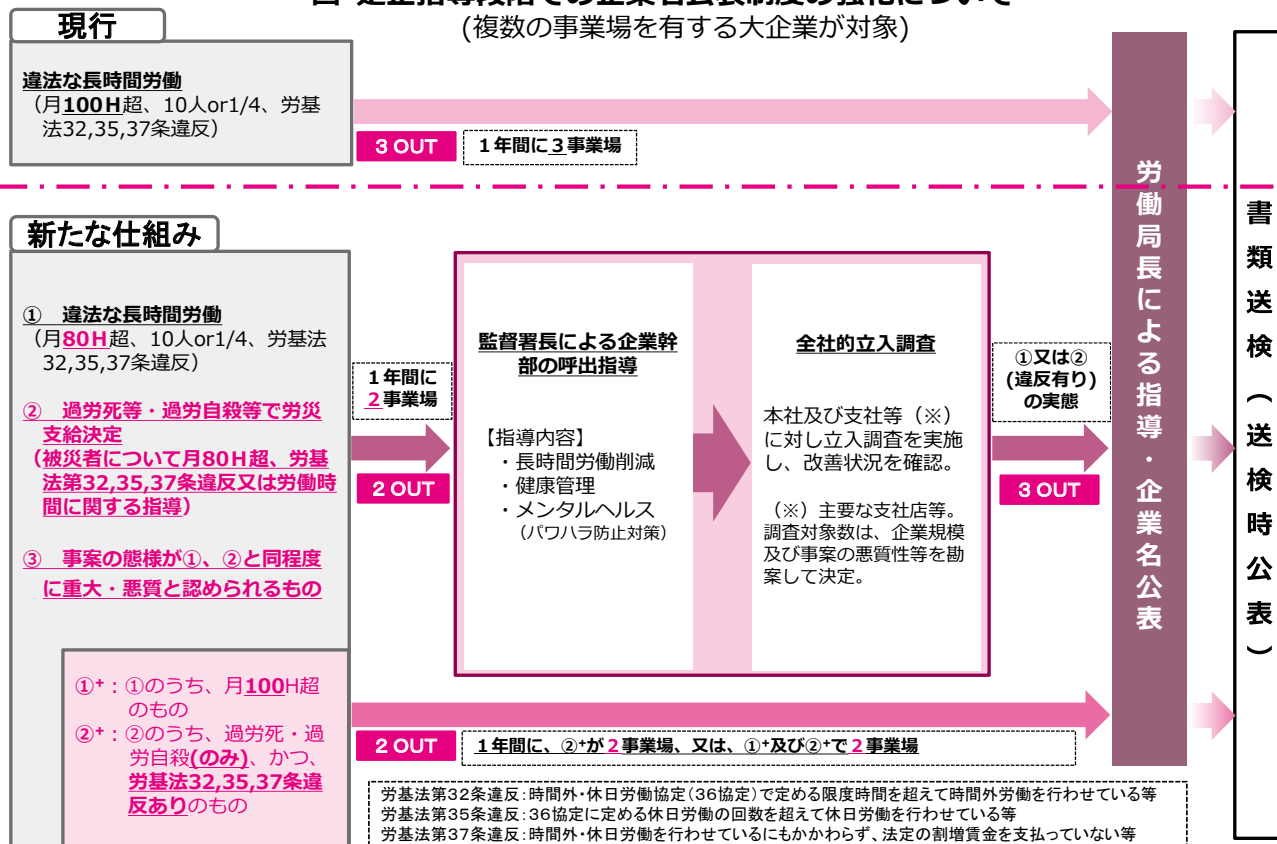 是正指導段階での企業名公表制度の強化について
(複数の事業場を有する大企業が対象)
現行
違法な長時間労働
（月100H超、10人or1/4、労基
法32,35,37条違反）
3 OUT
１年間に３事業場
新たな仕組み
① 違法な長時間労働
（月80H超、10人or1/4、労基法
32,35,37条違反）
② 過労死等・過労自殺等で労災
支給決定
（被災者について月80H超、労基
法第32,35,37条違反又は労働時
間に関する指導）
③ 事案の態様が①、②と同程度
に重大・悪質と認められるもの
①⁺：①のうち、月100H超
のもの
②⁺：②のうち、過労死・過
労自殺(のみ)、かつ、
労基法32,35,37条違
反ありのもの
１年間に
２事業場
2 OUT
監督署長による企業幹
部の呼出指導
【指導内容】
・長時間労働削減
・健康管理
・メンタルヘルス
（パワハラ防止対策）
全社的立入調査
本社及び支社等（※）
に対し立入調査を実施
し、改善状況を確認。
（※）主要な支社店等。
調査対象数は、企業規模
及び事案の悪質性等を勘
案して決定。
①又は②
(違反有り)
の実態
3 OUT
2 OUT
１年間に、②⁺が２事業場、又は、①⁺及び②⁺で２事業場
労基法第32条違反：時間外・休日労働協定（36協定）で定める限度時間を超えて時間外労働を行わせている等
労基法第35条違反：36協定に定める休日労働の回数を超えて休日労働を行わせている等
労基法第37条違反：時間外・休日労働を行わせているにもかかわらず、法定の割増賃金を支払っていない等
労働局長による指導・企業名公表
書類送検（送検時公表）